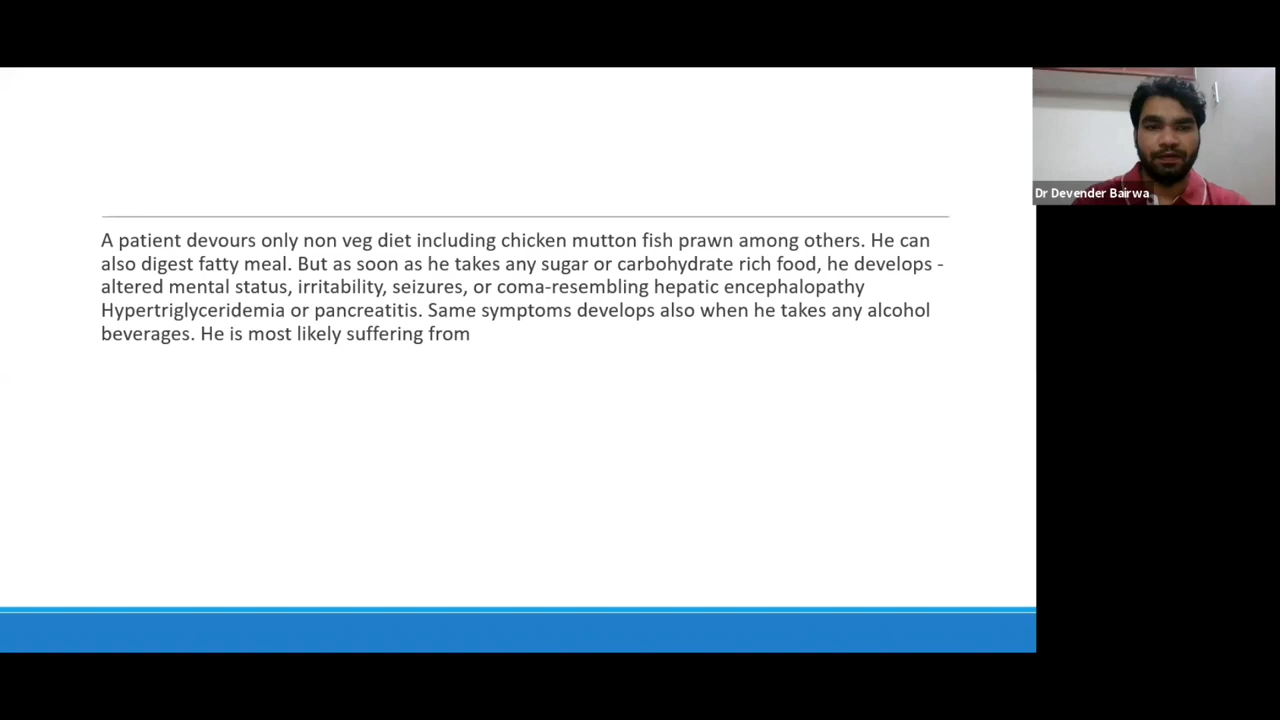 A patient devours only non veg diet including chicken mutton fish prawn among others. He can
also digest fatty meal. But as soon as he takes any sugar or carbohydrate rich food, he develops -
altered mental status, irritability, seizures, or coma-resembling hepatic encephalopathy
Hypertriglyceridemia or pancreatitis. Same symptoms develops also when he takes any alcohol
beverages. He is most likely suffering from
Dr Devender Bairwa